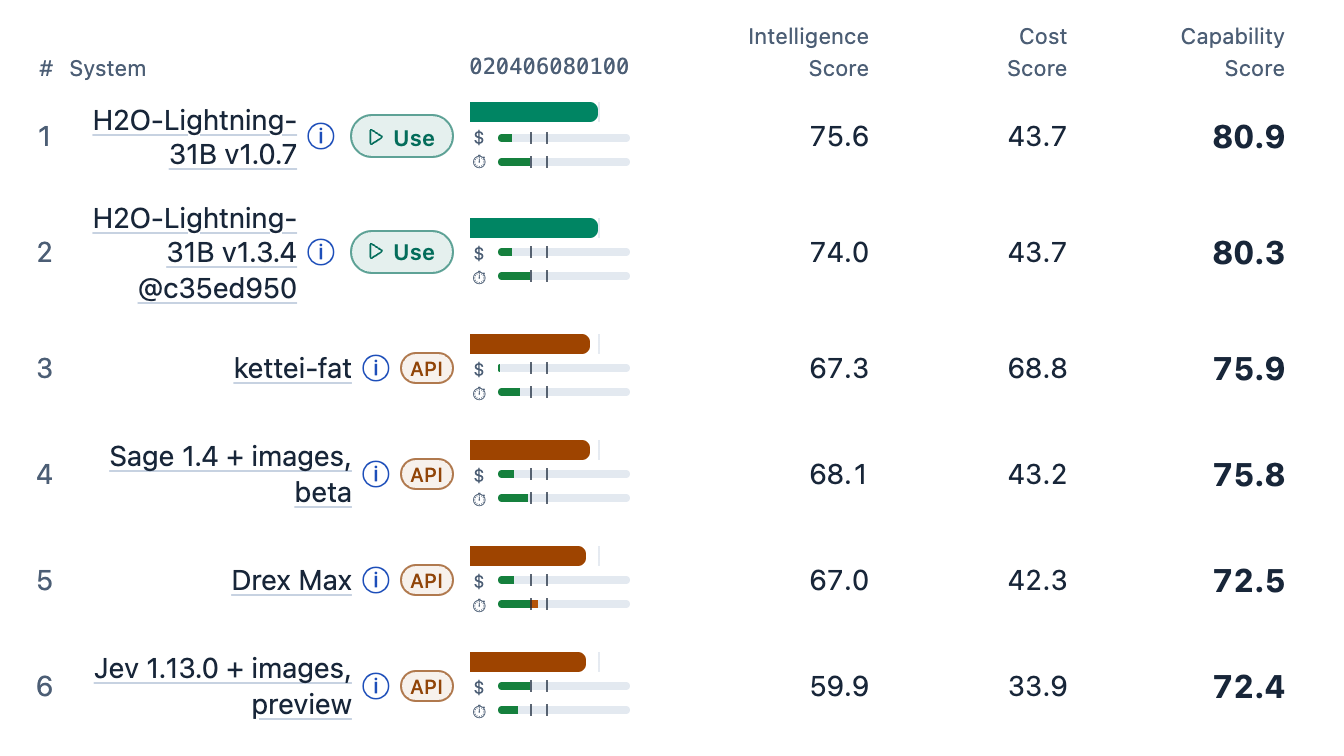 # System 020406080100 Intelligence Score Cost Score Capability Score
1 H2O-Lightning-31B v1.0.7 ⓘ ▷ Use $ ⏱ 75.6 43.7 80.9
2 H2O-Lightning-31B v1.3.4 @c35ed950 ⓘ ▷ Use $ ⏱ 74.0 43.7 80.3
3 kettei-fat ⓘ API $ ⏱ 67.3 68.8 75.9
4 Sage 1.4 + images, beta ⓘ API $ ⏱ 68.1 43.2 75.8
5 Drex Max ⓘ API $ ⏱ 67.0 42.3 72.5
6 Jev 1.13.0 + images, preview ⓘ API $ ⏱ 59.9 33.9 72.4